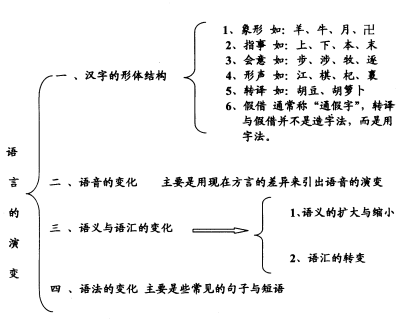 语言的演变
一、汉字的形体结构
1、象形 如：羊、牛、月、卍
2、指事 如：上、下、本、末
3、会意 如：步、涉、牧、逐
4、形声 如：江、棋、杞、裹
5、转译 如：胡豆、胡萝卜
6、假借 通常称“通假字”，转译
与假借并不是造字法，而是用
字法。
二、语音的变化 主要是用现在方言的差异来引出语音的演变
三、语义与语汇的变化
1、语义的扩大与缩小
2、语汇的转变
四、语法的变化 主要是些常见的句子与短语